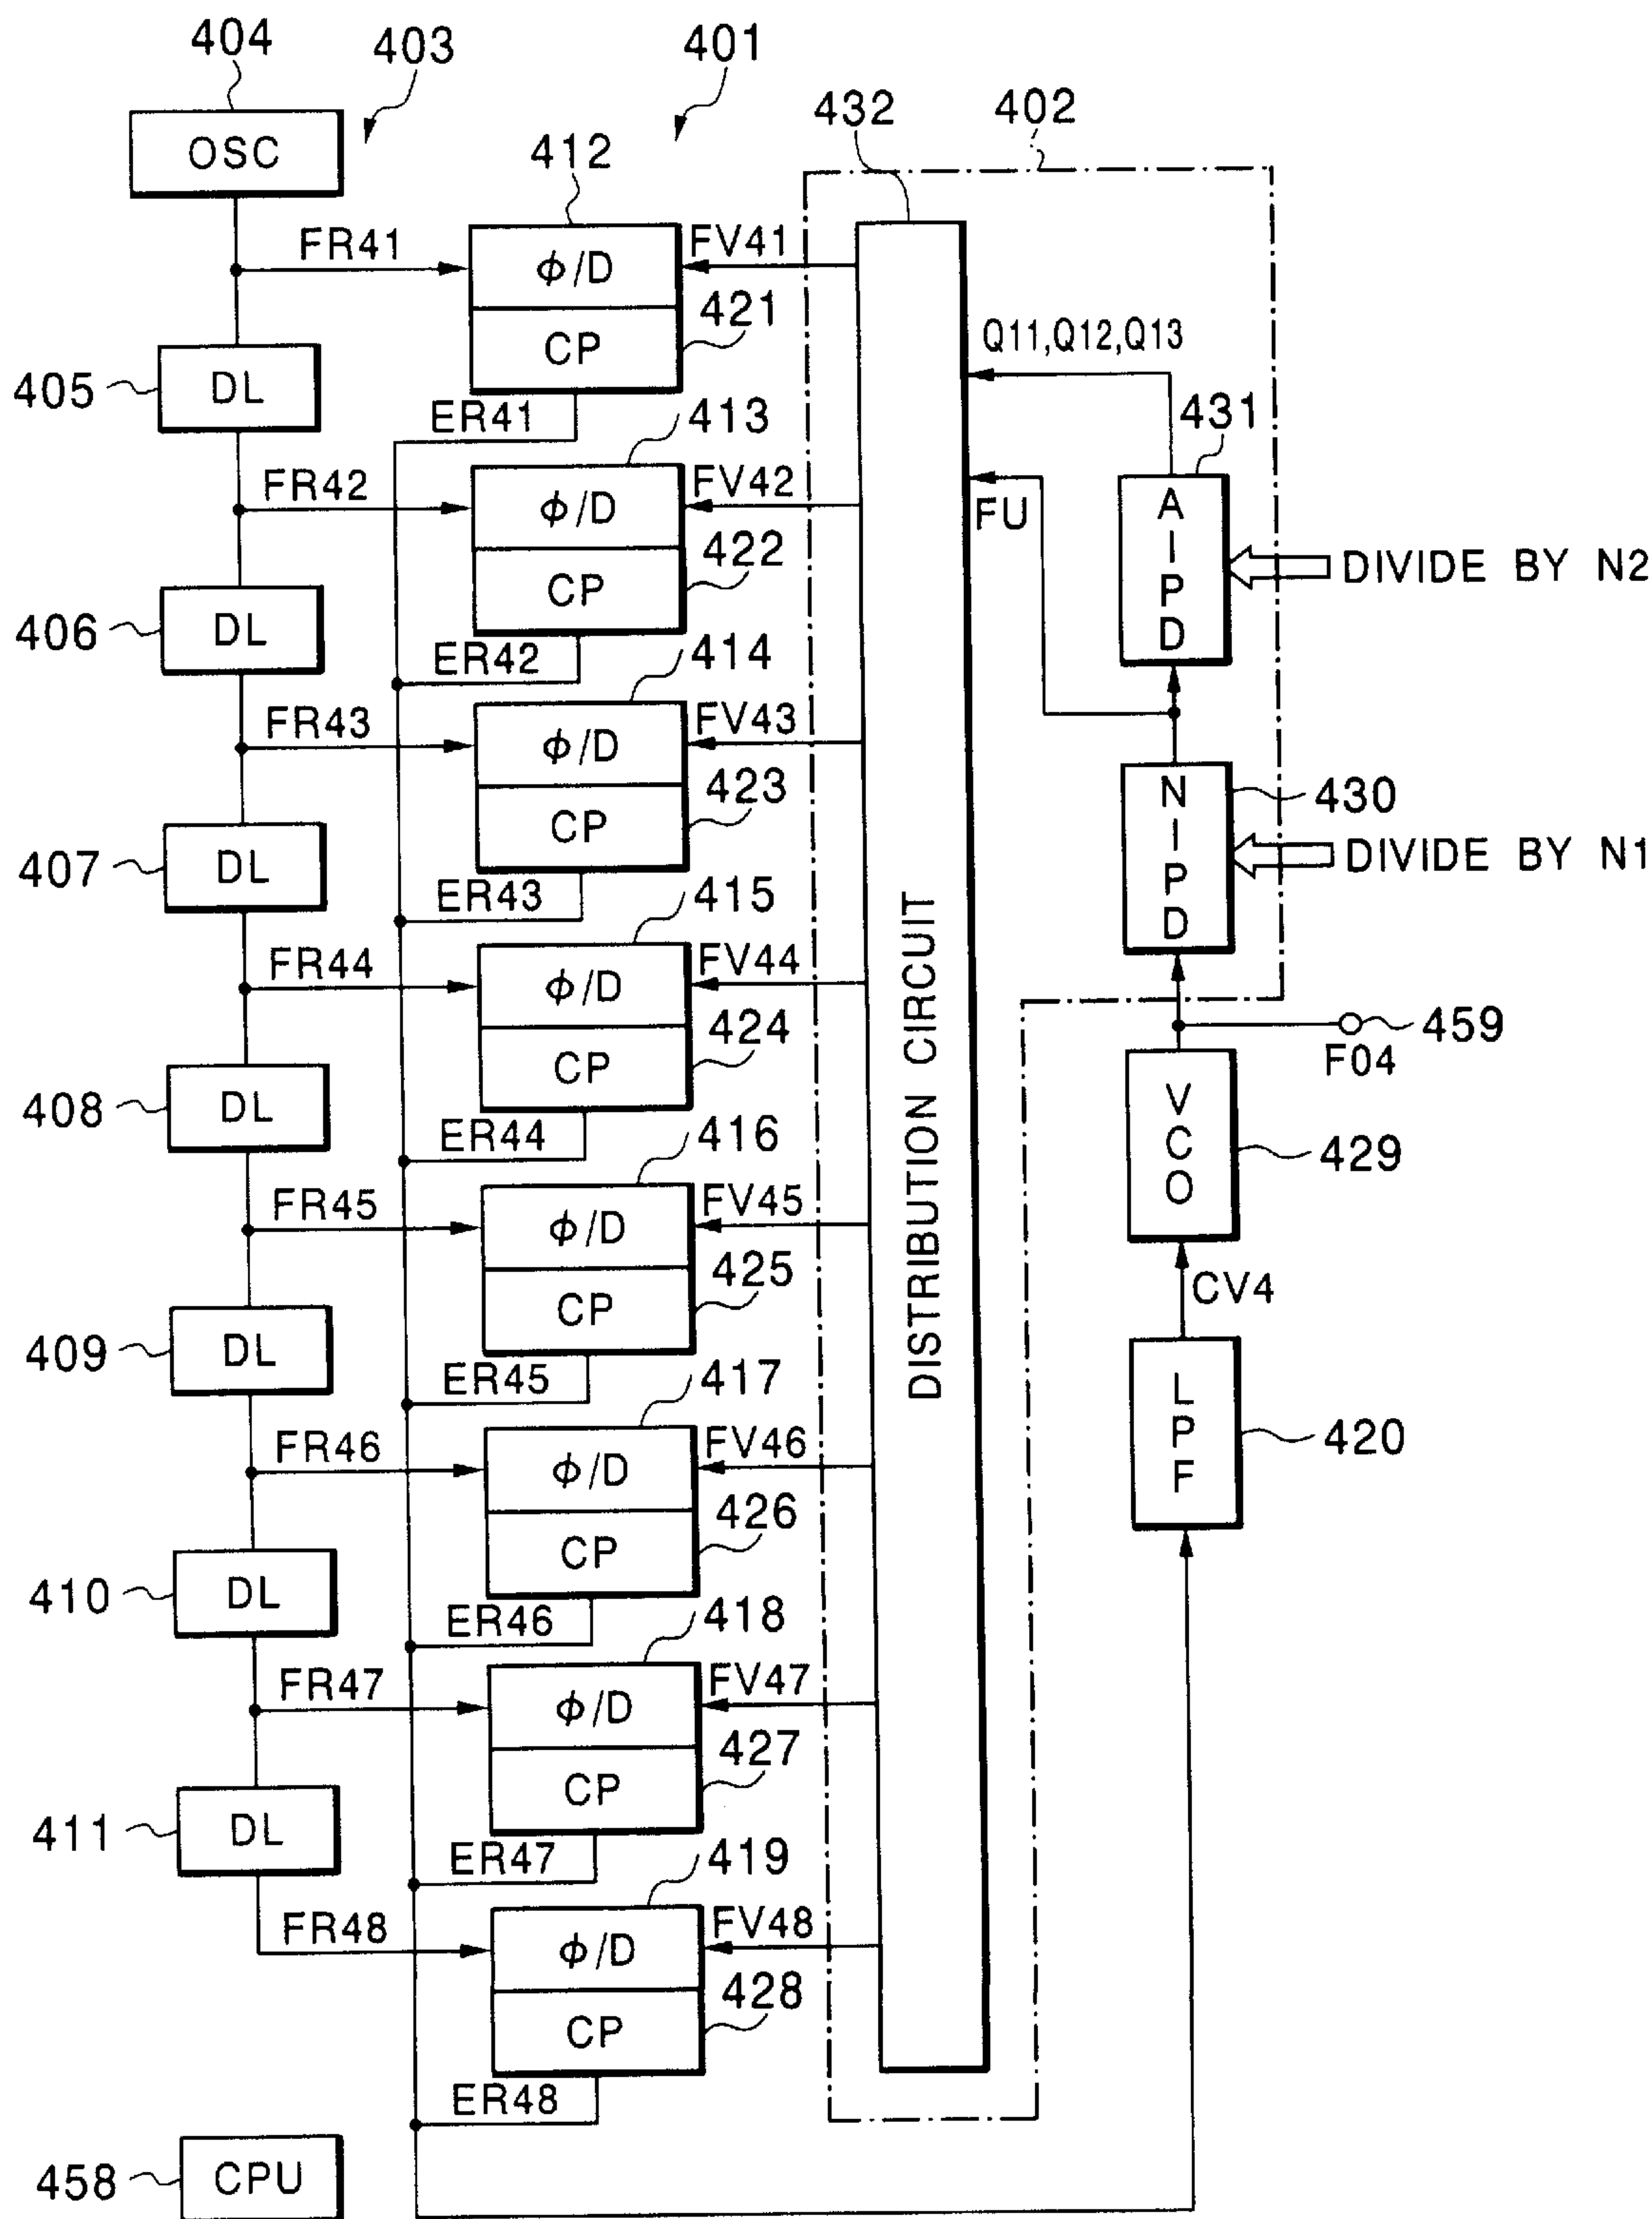 404
403
401
432
402
OSC
412
FR41
FV41
φ/D
421
CP
Q11,Q12,Q13
405
DL
ER41
413
431
FR42
FV42
FU
φ/D
422
CP
AIPD
DIVIDE BY N2
406
DL
ER42
414
FR43
FV43
φ/D
423
CP
NIPD
430
DIVIDE BY N1
407
DL
ER43
415
DISTRIBUTION CIRCUIT
FR44
FV44
φ/D
424
CP
459
F04
408
DL
ER44
416
VCO
429
FR45
FV45
φ/D
425
CP
CV4
409
DL
ER45
417
LPF
420
FR46
FV46
φ/D
426
CP
410
DL
ER46
418
FR47
FV47
φ/D
427
CP
411
DL
ER47
419
FR48
FV48
φ/D
428
CP
ER48
458
CPU